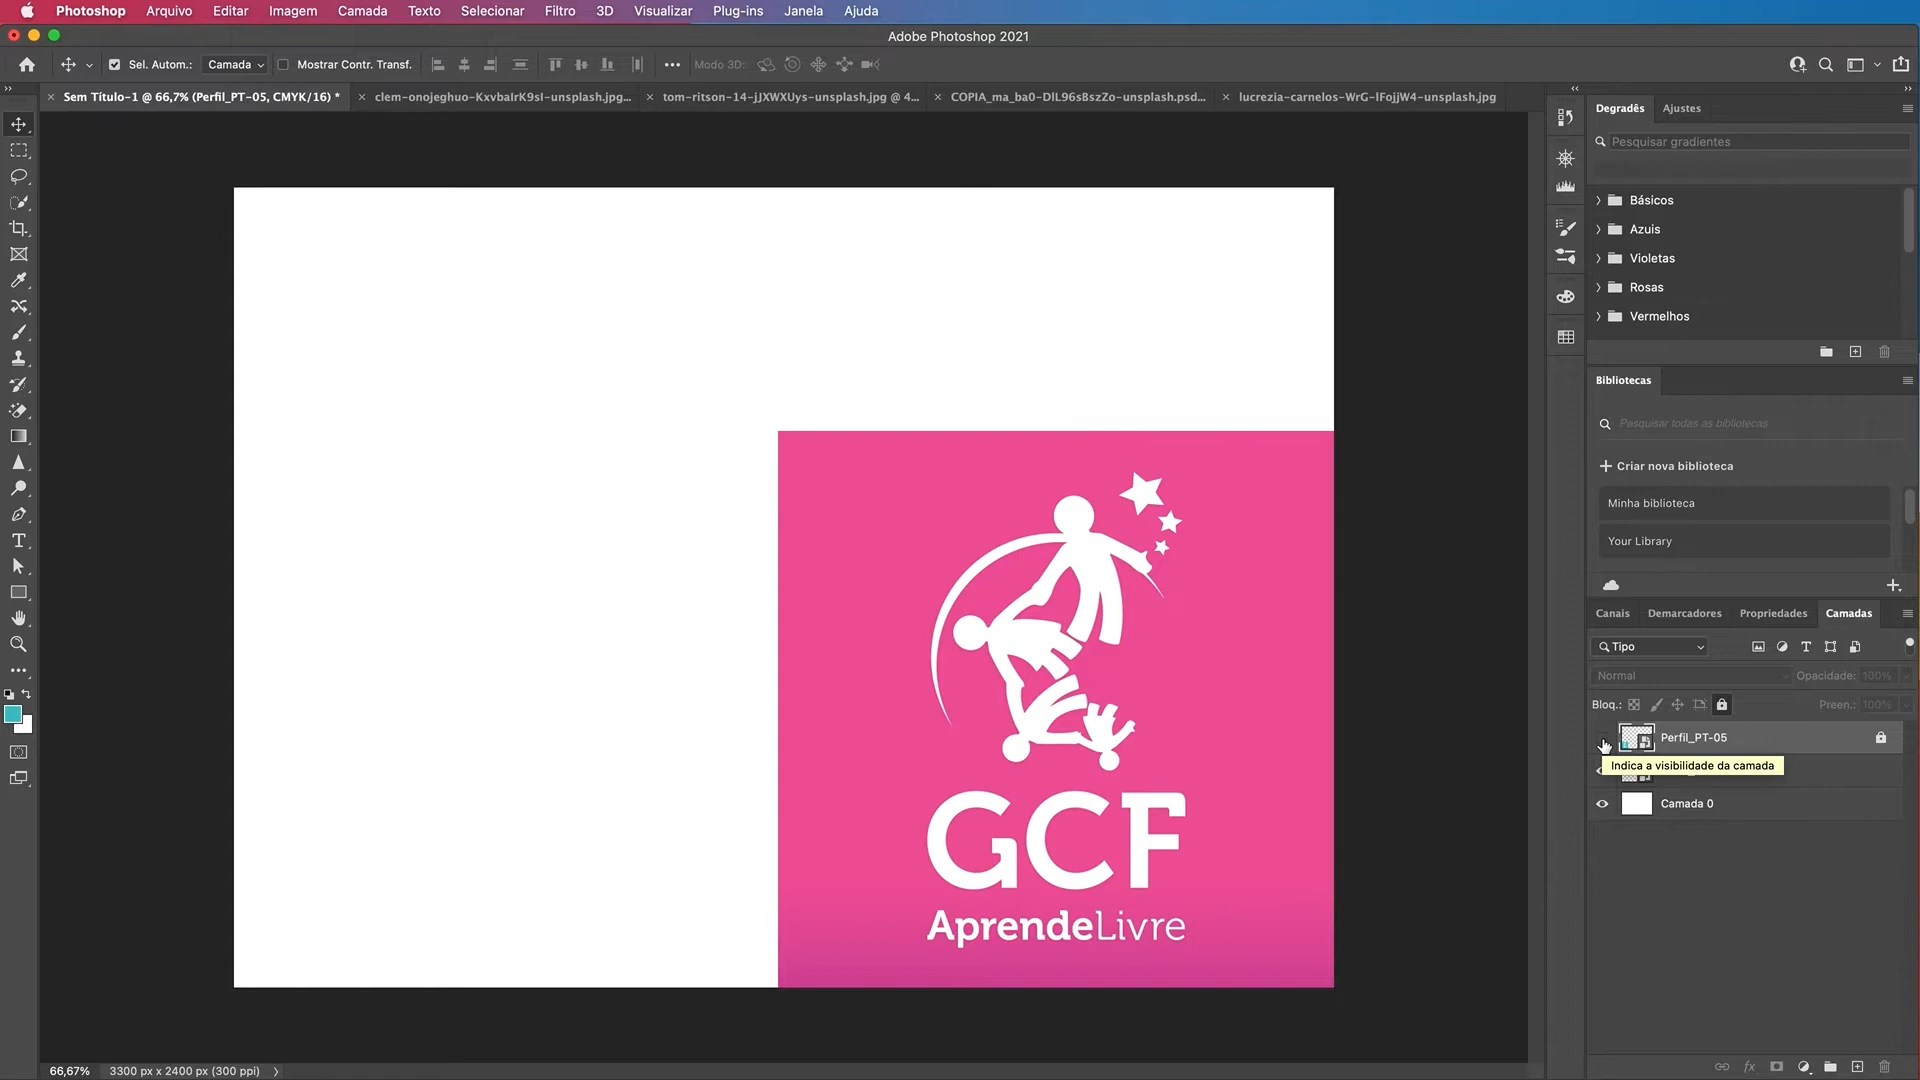 Photoshop Arquivo Editar Imagem Camada Texto Selecionar Filtro 3D Visualizar Plug-ins Janela Ajuda
Adobe Photoshop 2021
Sel. Autom.: Camada Mostrar Contr. Transf. Modo 3D:
Sem Título-1 @ 66,7% (Perfil_PT-05, CMYK/16) * clem-onojeghuo-KxvbaIrK9sI-unsplash.jpg... tom-ritson-14-jJXWXUys-unsplash.jpg @ 4... COPIA_ma_ba0-DlL96sBszZo-unsplash.psd... lucrezia-carnelos-WrG-lFojjW4-unsplash.jpg
Degradês Ajustes
Pesquisar gradientes
Básicos
Azuis
Violetas
Rosas
Vermelhos
Bibliotecas
Pesquisar todas as bibliotecas
Criar nova biblioteca
Minha biblioteca
Your Library
Canais Demarcadores Propriedades Camadas
Tipo
Normal Opacidade: 100%
Bloq.: Preen.: 100%
Perfil_PT-05
Indica a visibilidade da camada
Camada 0
GCF
AprendeLivre
66,67% 3300 px x 2400 px (300 ppi)
fx